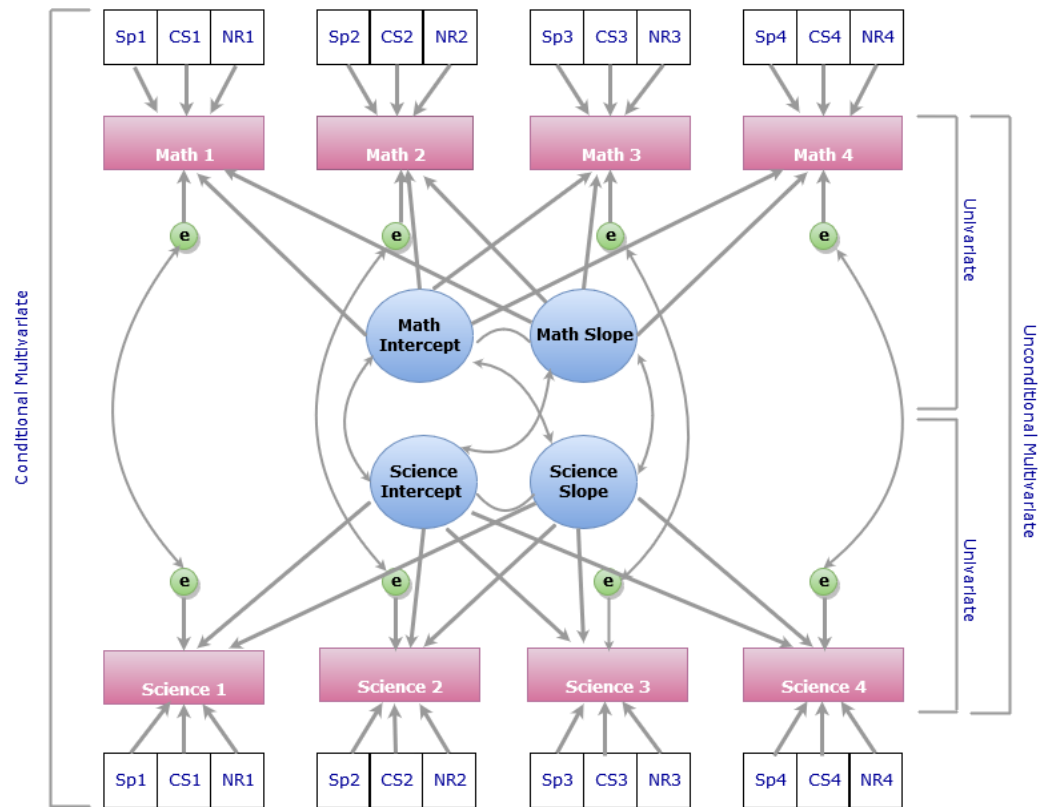 Sp1 CS1 NR1 Sp2 CS2 NR2 Sp3 CS3 NR3 Sp4 CS4 NR4
Math 1 Math 2 Math 3 Math 4
e e e e
Math
Intercept
Math Slope
Science
Intercept
Science
Slope
e e e e
Science 1 Science 2 Science 3 Science 4
Sp1 CS1 NR1 Sp2 CS2 NR2 Sp3 CS3 NR3 Sp4 CS4 NR4
Conditional Multivariate
Univariate
Univariate
Unconditional Multivariate